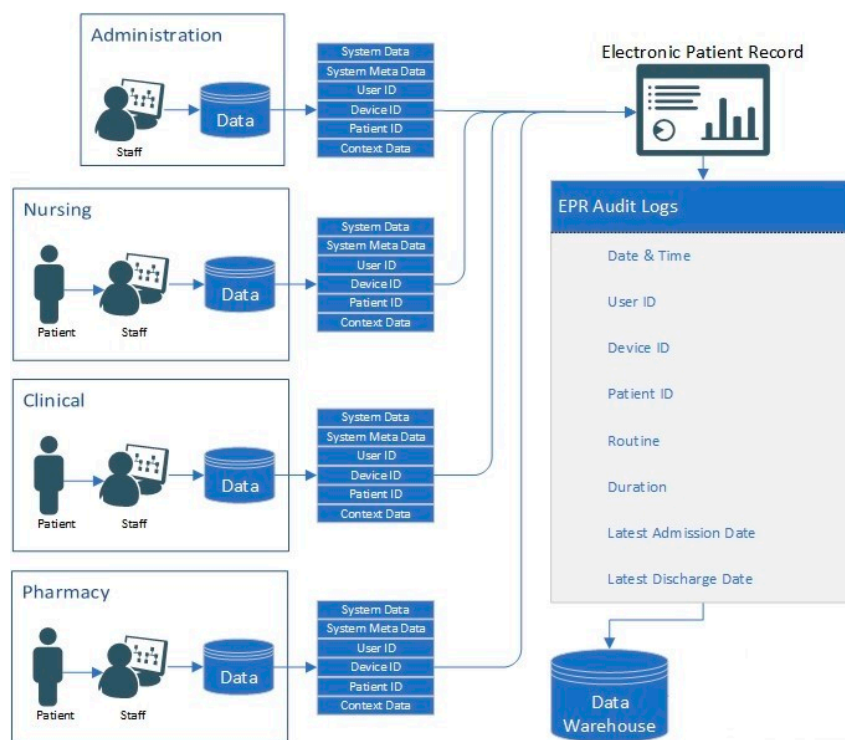 Administration
Staff
Data
System Data
System Meta Data
User ID
Device ID
Patient ID
Context Data
Nursing
Patient
Staff
Data
System Data
System Meta Data
User ID
Device ID
Patient ID
Context Data
Clinical
Patient
Staff
Data
System Data
System Meta Data
User ID
Device ID
Patient ID
Context Data
Pharmacy
Patient
Staff
Data
System Data
System Meta Data
User ID
Device ID
Patient ID
Context Data
Electronic Patient Record
EPR Audit Logs
Date & Time
User ID
Device ID
Patient ID
Routine
Duration
Latest Admission Date
Latest Discharge Date
Data
Warehouse